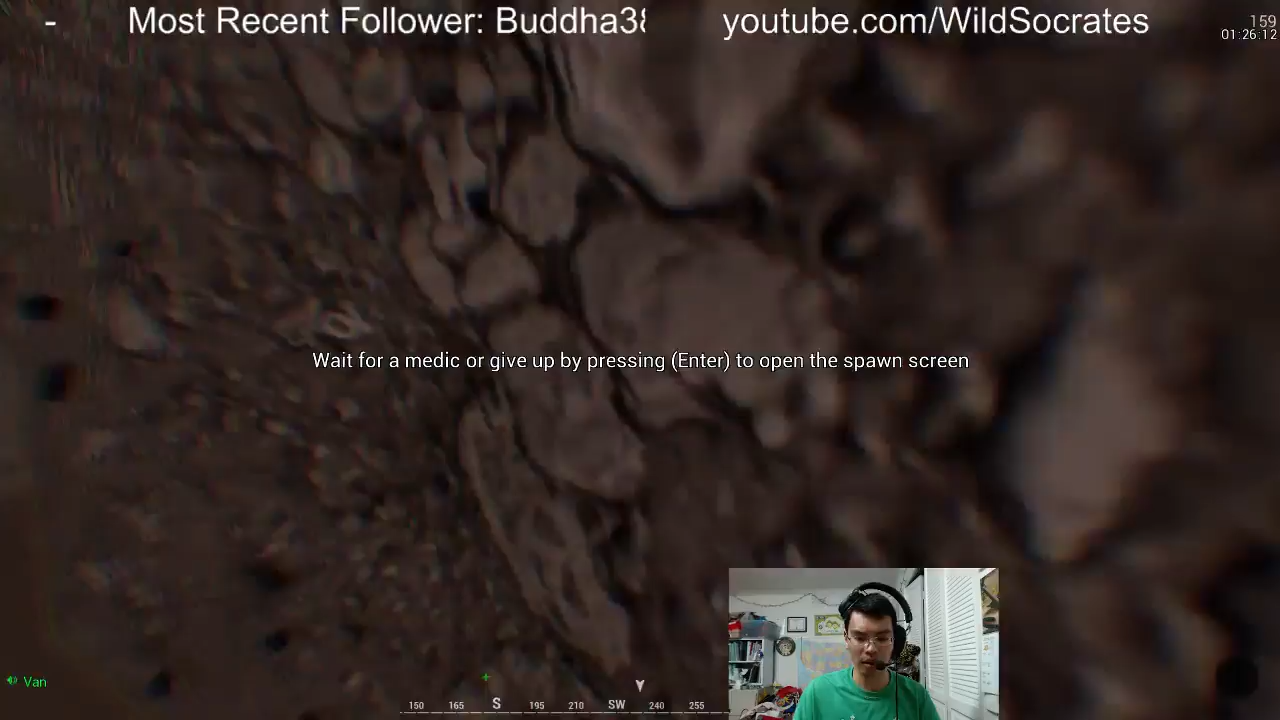 - Most Recent Follower: Buddha38 youtube.com/WildSocrates
159
01:26:12
Wait for a medic or give up by pressing (Enter) to open the spawn screen
Van
150 165 S 195 210 SW 240 255